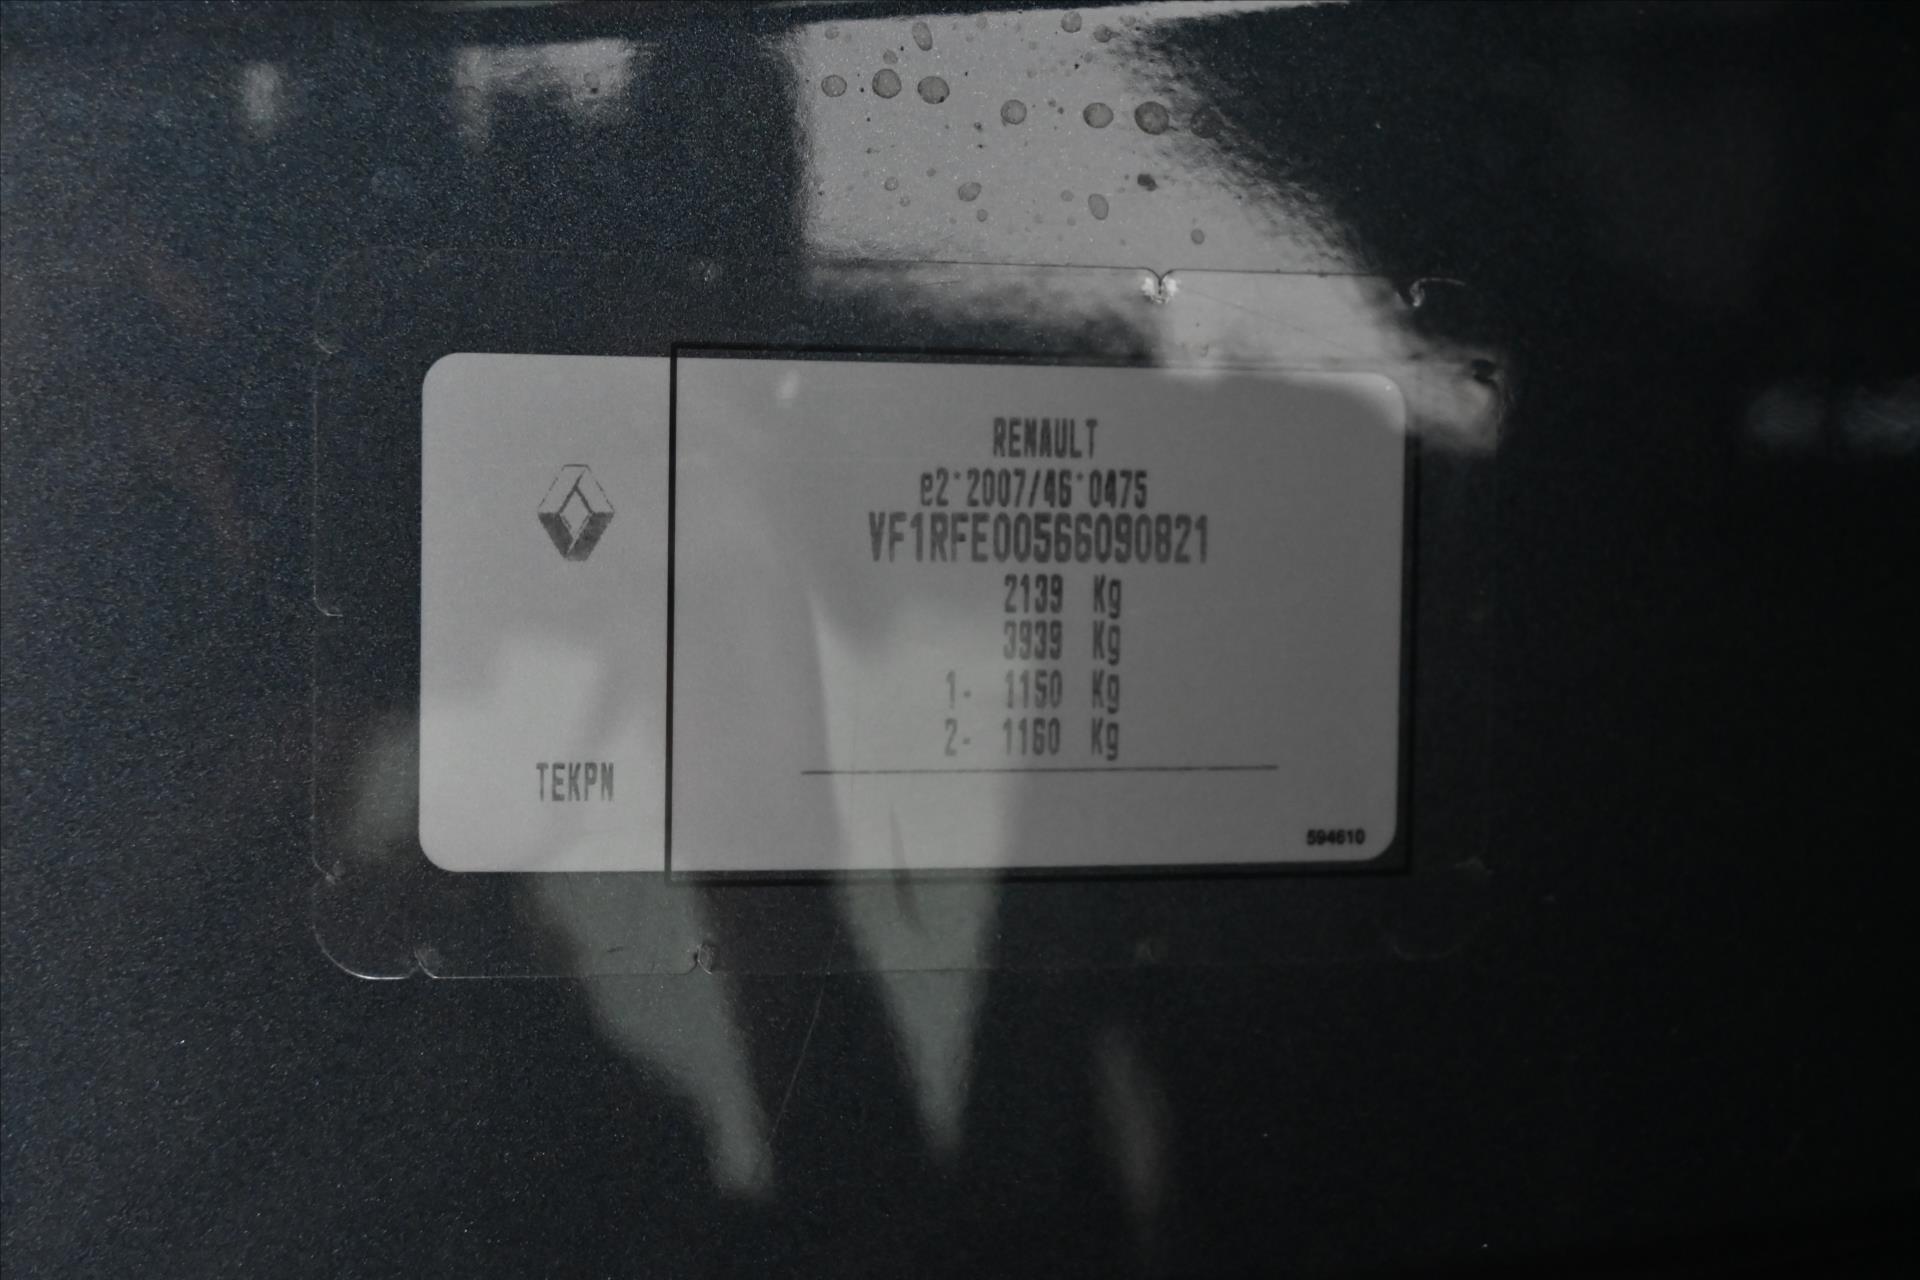 RENAULT
e2*2007/46*0475
VF1RFE00566090821
2139 Kg
3939 Kg
1- 1150 Kg
2- 1160 Kg
TEKPN
594610